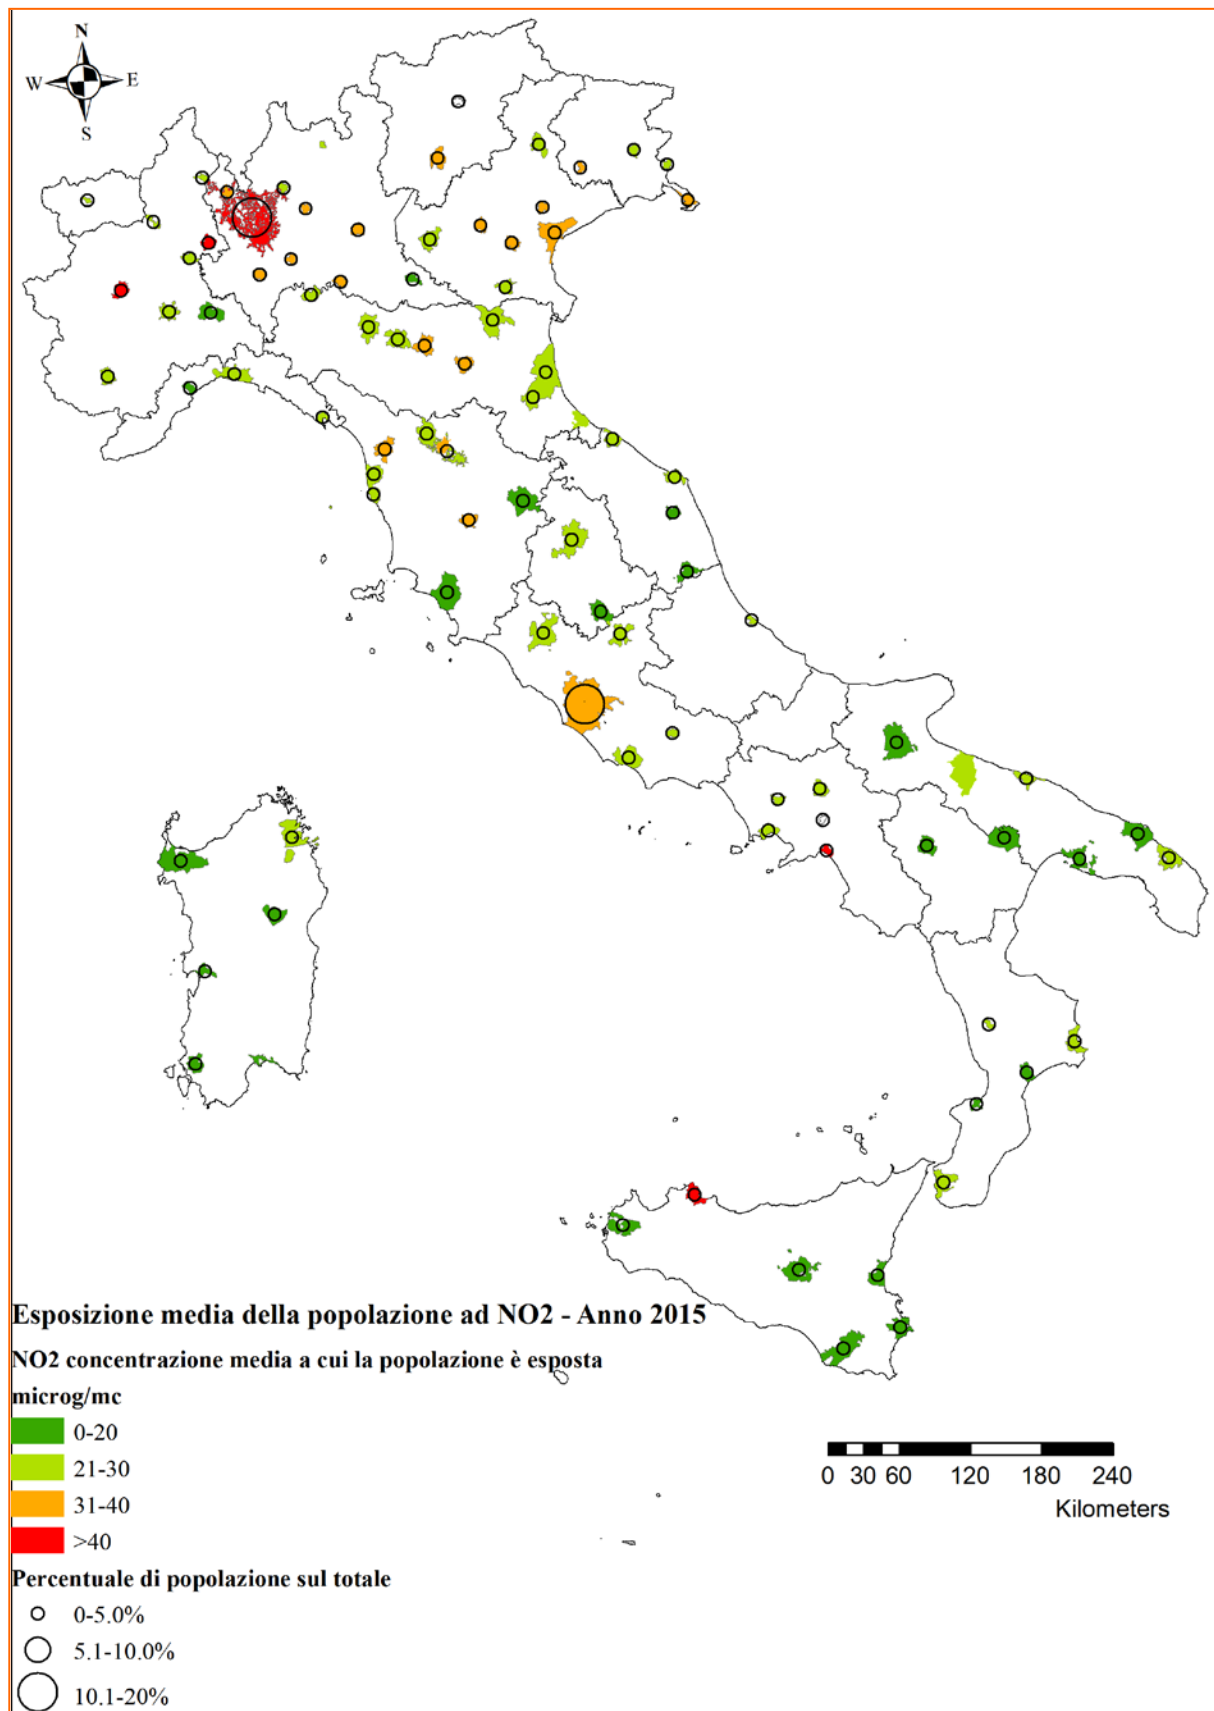 N
W E
S
Esposizione media della popolazione ad NO2 - Anno 2015
NO2 concentrazione media a cui la popolazione è esposta
microg/mc
0-20
21-30
31-40
>40
Percentuale di popolazione sul totale
0-5.0%
5.1-10.0%
10.1-20%
0 30 60 120 180 240
Kilometers